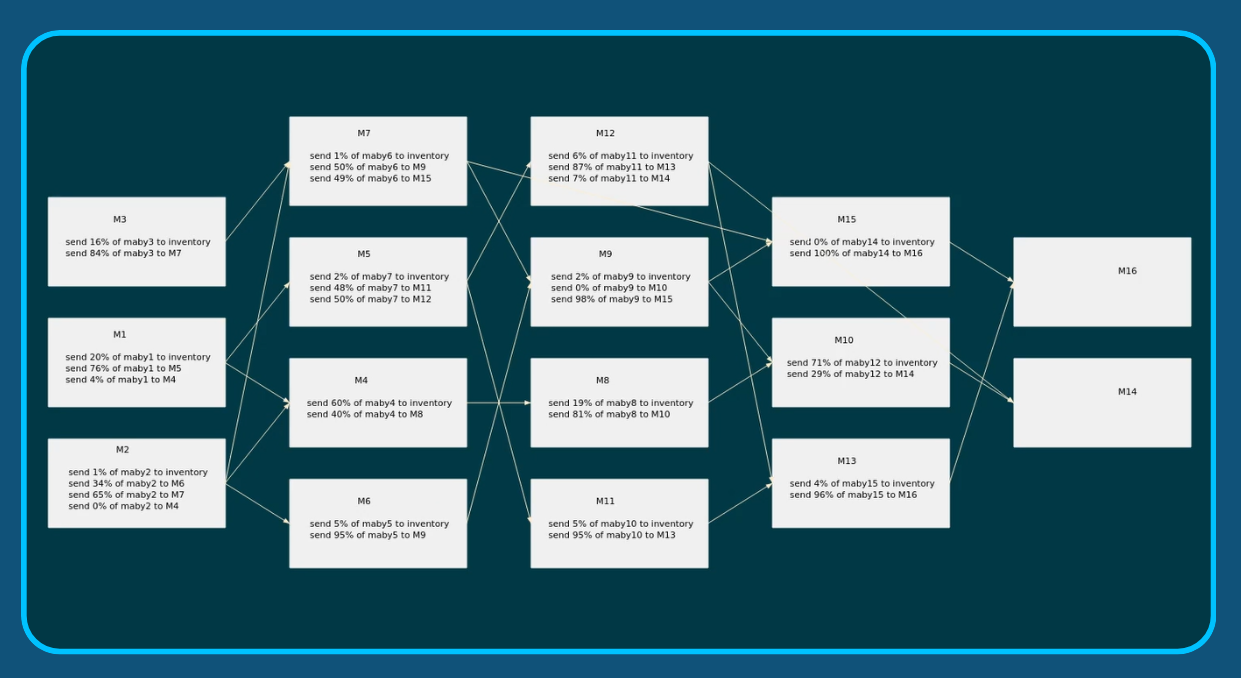 M3
send 16% of maby3 to inventory
send 84% of maby3 to M7
M1
send 20% of maby1 to inventory
send 76% of maby1 to M5
send 4% of maby1 to M4
M2
send 1% of maby2 to inventory
send 34% of maby2 to M6
send 65% of maby2 to M7
send 0% of maby2 to M4
M7
send 1% of maby6 to inventory
send 50% of maby6 to M9
send 49% of maby6 to M15
M5
send 2% of maby7 to inventory
send 48% of maby7 to M11
send 50% of maby7 to M12
M4
send 60% of maby4 to inventory
send 40% of maby4 to M8
M6
send 5% of maby5 to inventory
send 95% of maby5 to M9
M12
send 6% of maby11 to inventory
send 87% of maby11 to M13
send 7% of maby11 to M14
M9
send 2% of maby9 to inventory
send 0% of maby9 to M10
send 98% of maby9 to M15
M8
send 19% of maby8 to inventory
send 81% of maby8 to M10
M11
send 5% of maby10 to inventory
send 95% of maby10 to M13
M15
send 0% of maby14 to inventory
send 100% of maby14 to M16
M10
send 71% of maby12 to inventory
send 29% of maby12 to M14
M13
send 4% of maby15 to inventory
send 96% of maby15 to M16
M16
M14